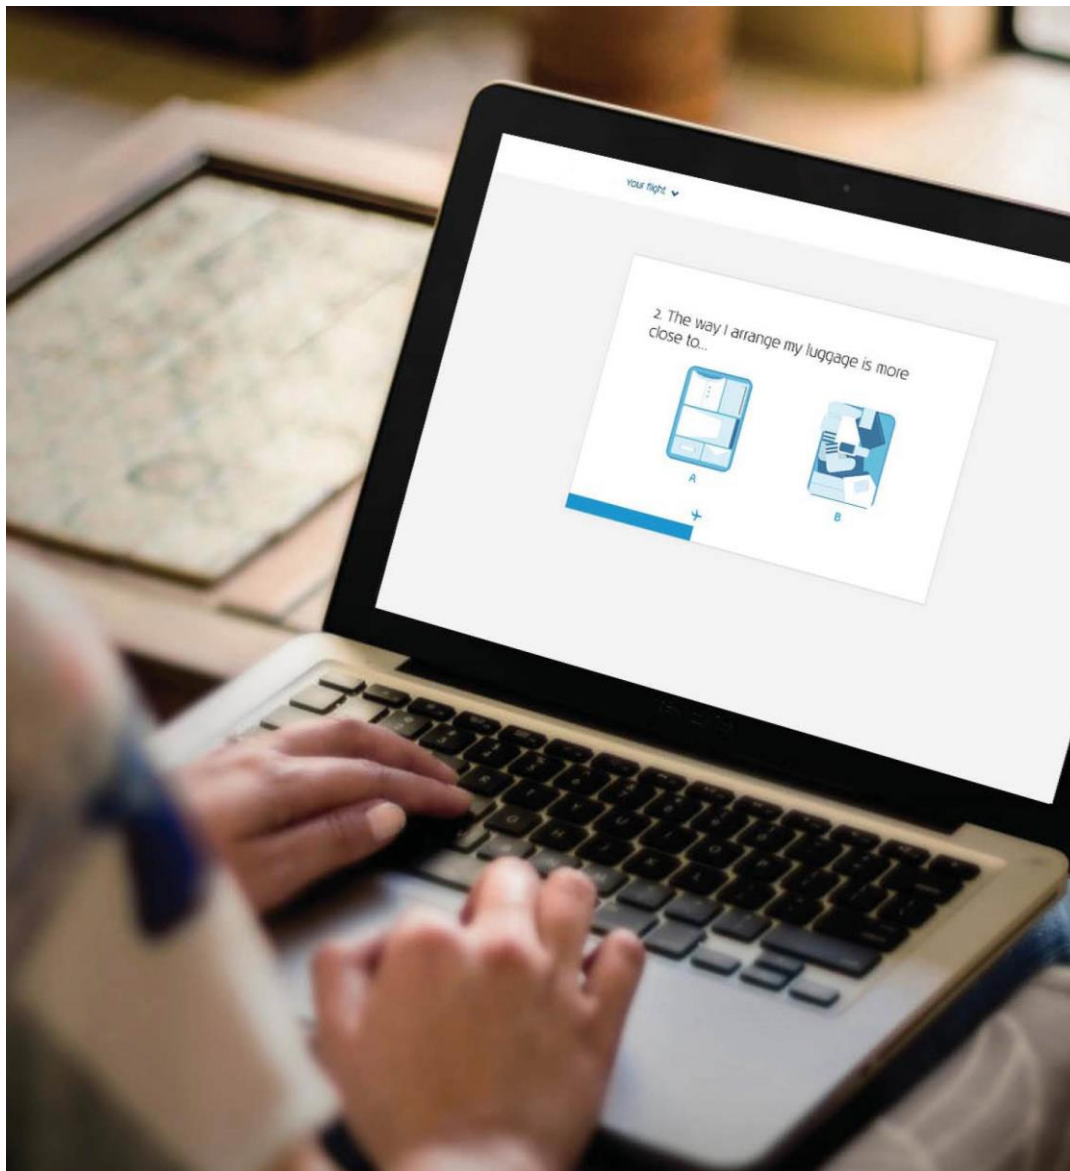 Your flight
2. The way I arrange my luggage is more
close to...
A
B